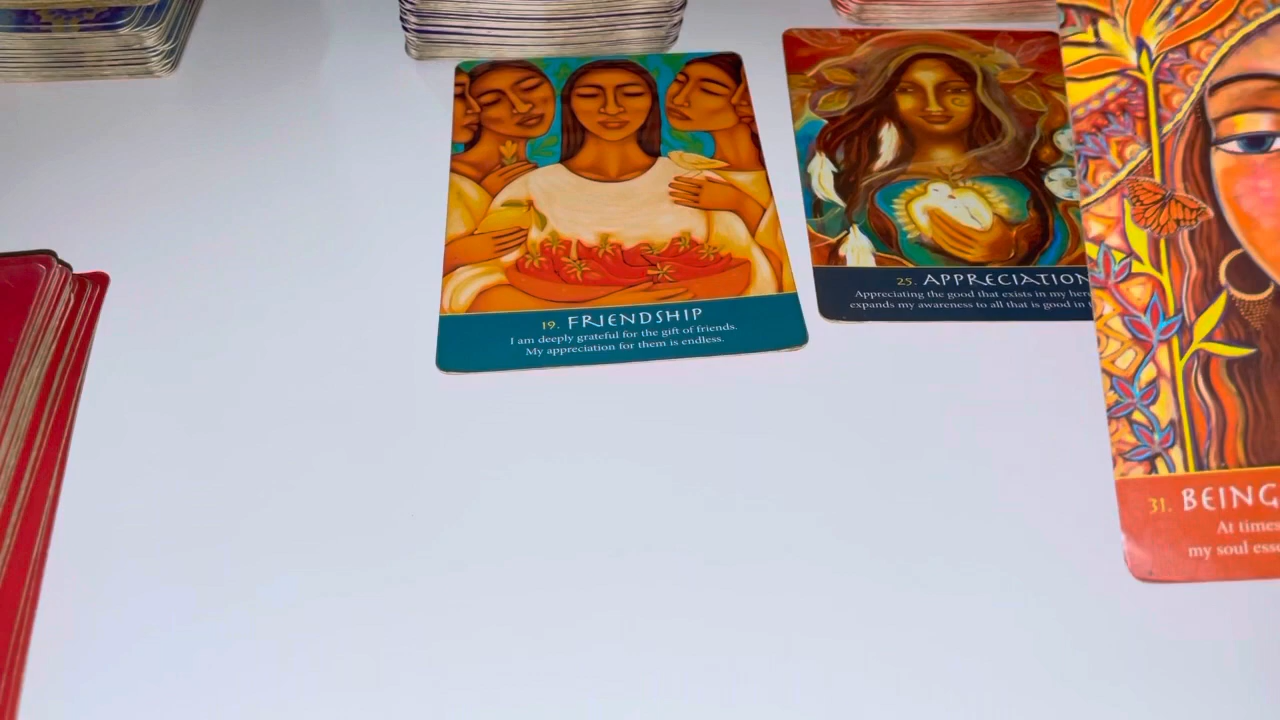 19. FRIENDSHIP
I am deeply grateful for the gift of friends.
My appreciation for them is endless.
25. APPRECIATION
Appreciating the good that exists in my here
expands my awareness to all that is good in
31. BEING
At times
my soul